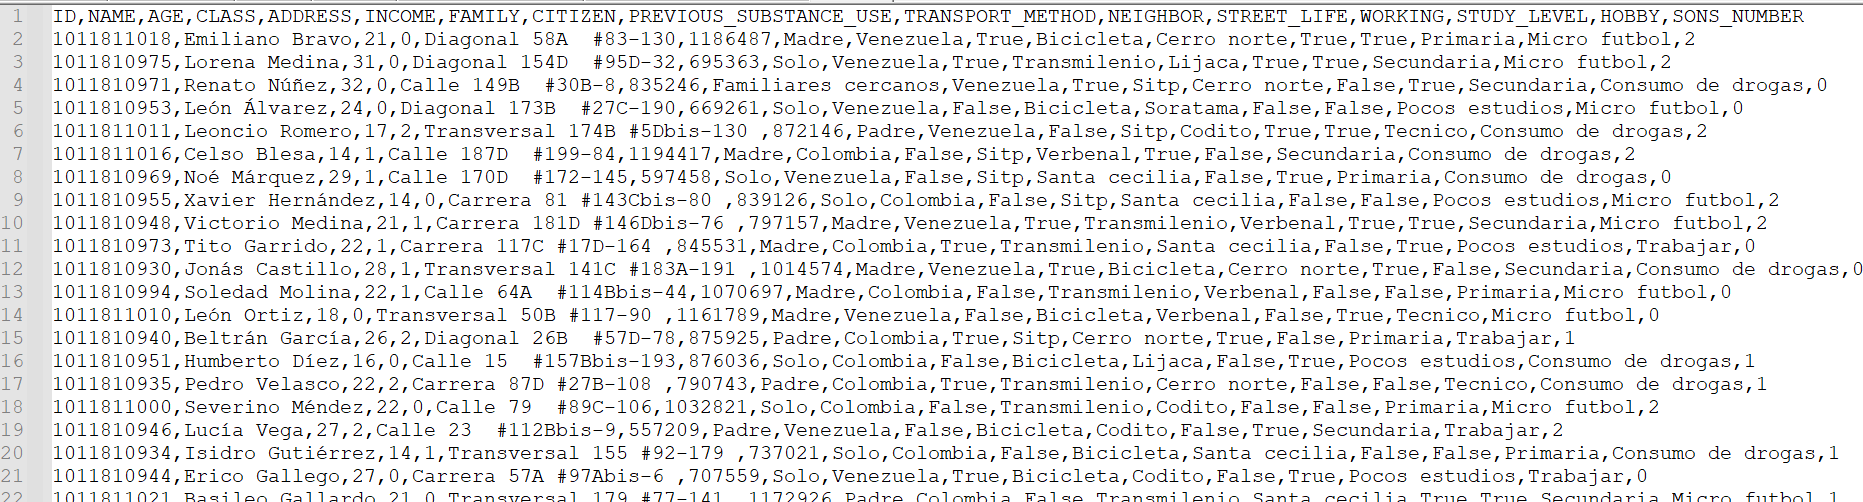 1 ID,NAME,AGE,CLASS,ADDRESS,INCOME,FAMILY,CITIZEN,PREVIOUS_SUBSTANCE_USE,TRANSPORT_METHOD,NEIGHBOR,STREET_LIFE,WORKING,STUDY_LEVEL,HOBBY,SONS_NUMBER
2 1011811018,Emiliano Bravo,21,0,Diagonal 58A  #83-130,1186487,Madre,Venezuela,True,Bicicleta,Cerro norte,True,True,Primaria,Micro futbol,2
3 1011810975,Lorena Medina,31,0,Diagonal 154D  #95D-32,695363,Solo,Venezuela,True,Transmilenio,Lijaca,True,True,Secundaria,Micro futbol,2
4 1011810971,Renato Núñez,32,0,Calle 149B  #30B-8,835246,Familiares cercanos,Venezuela,True,Sitp,Cerro norte,False,True,Secundaria,Consumo de drogas,0
5 1011810953,León Álvarez,24,0,Diagonal 173B  #27C-190,669261,Solo,Venezuela,False,Bicicleta,Soratama,False,False,Pocos estudios,Micro futbol,0
6 1011811011,Leoncio Romero,17,2,Transversal 174B #5Dbis-130 ,872146,Padre,Venezuela,False,Sitp,Codito,True,True,Tecnico,Consumo de drogas,2
7 1011811016,Celso Blesa,14,1,Calle 187D  #199-84,1194417,Madre,Colombia,False,Sitp,Verbenal,True,False,Secundaria,Consumo de drogas,2
8 1011810969,Noé Márquez,29,1,Calle 170D  #172-145,597458,Solo,Venezuela,False,Sitp,Santa cecilia,False,True,Primaria,Consumo de drogas,0
9 1011810955,Xavier Hernández,14,0,Carrera 81 #143Cbis-80 ,839126,Solo,Colombia,False,Sitp,Santa cecilia,False,False,Pocos estudios,Micro futbol,2
10 1011810948,Victorio Medina,21,1,Carrera 181D #146Dbis-76 ,797157,Madre,Venezuela,True,Transmilenio,Verbenal,True,True,Secundaria,Micro futbol,2
11 1011810973,Tito Garrido,22,1,Carrera 117C #17D-164 ,845531,Madre,Colombia,True,Transmilenio,Santa cecilia,False,True,Pocos estudios,Trabajar,0
12 1011810930,Jonás Castillo,28,1,Transversal 141C #183A-191 ,1014574,Madre,Venezuela,True,Bicicleta,Cerro norte,True,False,Secundaria,Consumo de drogas,0
13 1011810994,Soledad Molina,22,1,Calle 64A  #114Bbis-44,1070697,Madre,Colombia,False,Transmilenio,Verbenal,False,False,Primaria,Micro futbol,0
14 1011811010,León Ortiz,18,0,Transversal 50B #117-90 ,1161789,Madre,Venezuela,False,Bicicleta,Verbenal,False,True,Tecnico,Micro futbol,0
15 1011810940,Beltrán García,26,2,Diagonal 26B  #57D-78,875925,Padre,Colombia,True,Sitp,Cerro norte,True,False,Primaria,Trabajar,1
16 1011810951,Humberto Díez,16,0,Calle 15  #157Bbis-193,876036,Solo,Colombia,False,Bicicleta,Lijaca,False,True,Pocos estudios,Consumo de drogas,1
17 1011810935,Pedro Velasco,22,2,Carrera 87D #27B-108 ,790743,Padre,Colombia,True,Transmilenio,Cerro norte,False,False,Tecnico,Consumo de drogas,1
18 1011811000,Severino Méndez,22,0,Calle 79  #89C-106,1032821,Solo,Colombia,False,Transmilenio,Codito,False,False,Primaria,Micro futbol,2
19 1011810946,Lucía Vega,27,2,Calle 23  #112Bbis-9,557209,Padre,Venezuela,False,Bicicleta,Codito,False,True,Secundaria,Trabajar,2
20 1011810934,Isidro Gutiérrez,14,1,Transversal 155 #92-179 ,737021,Solo,Colombia,False,Bicicleta,Santa cecilia,False,False,Primaria,Consumo de drogas,1
21 1011810944,Erico Gallego,27,0,Carrera 57A #97Abis-6 ,707559,Solo,Venezuela,True,Bicicleta,Codito,False,True,Pocos estudios,Trabajar,0
22 1011811021,Basileo Gallardo,21,0,Transversal 179 #77-141 ,1172926,Padre,Colombia,False,Transmilenio,Santa cecilia,True,True,Secundaria,Micro futbol,1